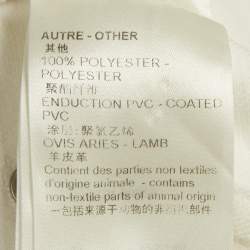 AUTRE - OTHER
其他
100% POLYESTER -
POLYESTER
聚酯纤维
ENDUCTION PVC - COATED
PVC
涂层: 聚氯乙烯
OVIS ARIES - LAMB
羊皮革
Contient des parties non textiles
d'origine animale - contains
non-textile parts of animal origin
一包括来源于动物的非纺织部件